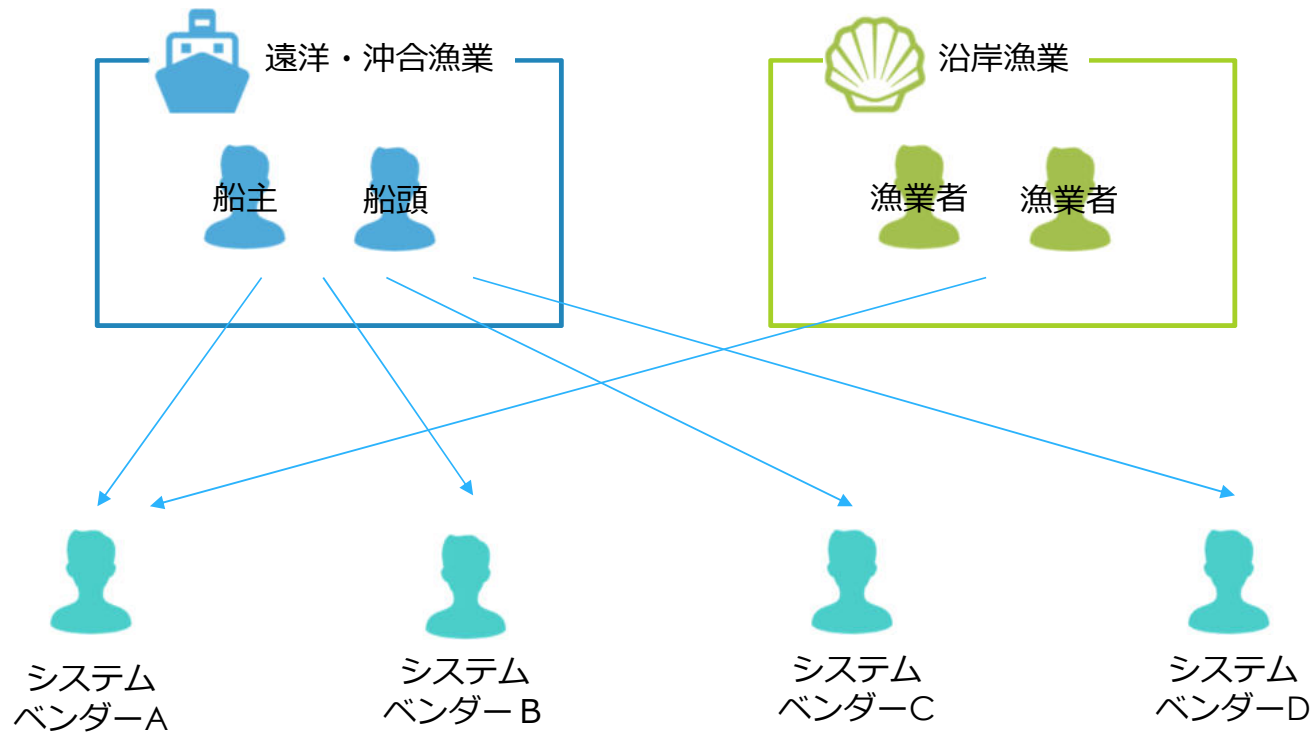 遠洋・沖合漁業
沿岸漁業
船主
船頭
漁業者
漁業者
システム
ベンダーA
システム
ベンダーB
システム
ベンダーC
システム
ベンダーD